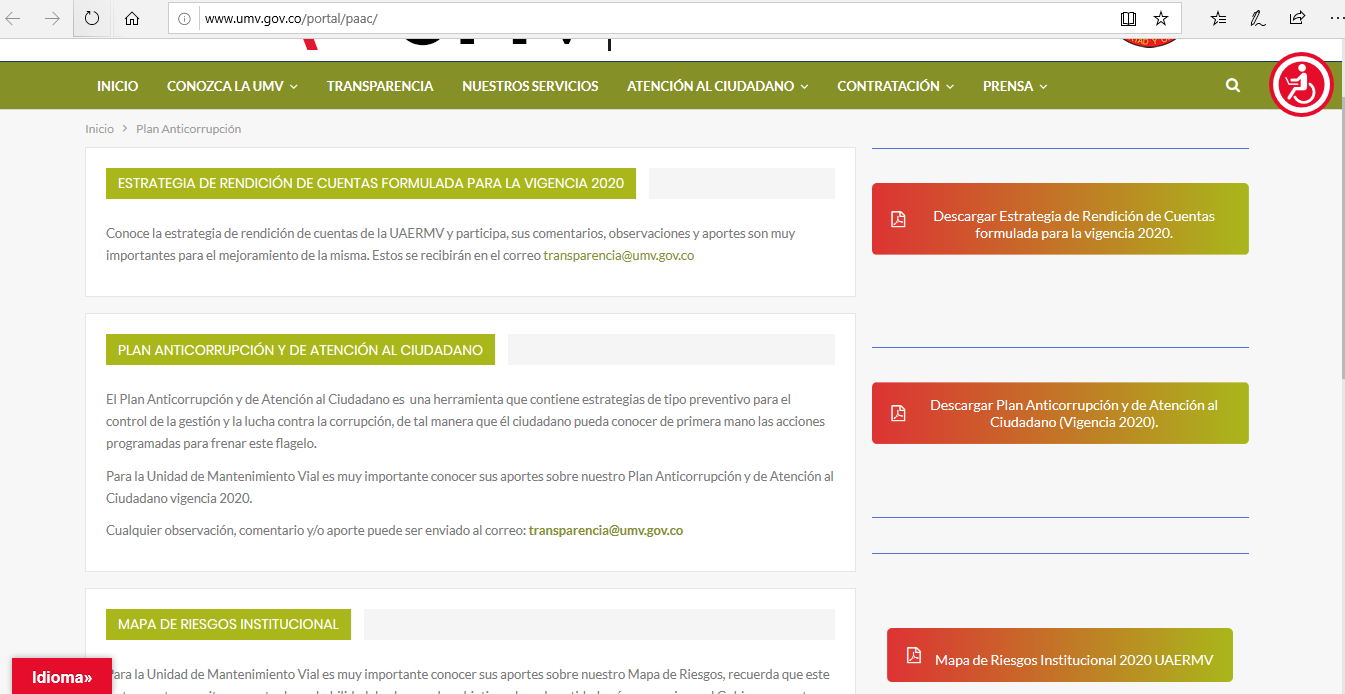 www.umv.gov.co/portal/paac/
INICIO CONOZCA LA UMV TRANSPARENCIA NUESTROS SERVICIOS ATENCIÓN AL CIUDADANO CONTRATACIÓN PRENSA
Inicio > Plan Anticorrupción
ESTRATEGIA DE RENDICIÓN DE CUENTAS FORMULADA PARA LA VIGENCIA 2020
Conoce la estrategia de rendición de cuentas de la UAERMV y participa, sus comentarios, observaciones y aportes son muy
importantes para el mejoramiento de la misma. Estos se recibirán en el correo transparencia@umv.gov.co
Descargar Estrategia de Rendición de Cuentas
formulada para la vigencia 2020.
PLAN ANTICORRUPCIÓN Y DE ATENCIÓN AL CIUDADANO
El Plan Anticorrupción y de Atención al Ciudadano es una herramienta que contiene estrategias de tipo preventivo para el
control de la gestión y la lucha contra la corrupción, de tal manera que él ciudadano pueda conocer de primera mano las acciones
programadas para frenar este flagelo.
Para la Unidad de Mantenimiento Vial es muy importante conocer sus aportes sobre nuestro Plan Anticorrupción y de Atención al
Ciudadano vigencia 2020.
Cualquier observación, comentario y/o aporte puede ser enviado al correo: transparencia@umv.gov.co
Descargar Plan Anticorrupción y de Atención al
Ciudadano (Vigencia 2020).
MAPA DE RIESGOS INSTITUCIONAL
Para la Unidad de Mantenimiento Vial es muy importante conocer sus aportes sobre nuestro Mapa de Riesgos, recuerda que este
Mapa de Riesgos Institucional 2020 UAERMV
Idioma»